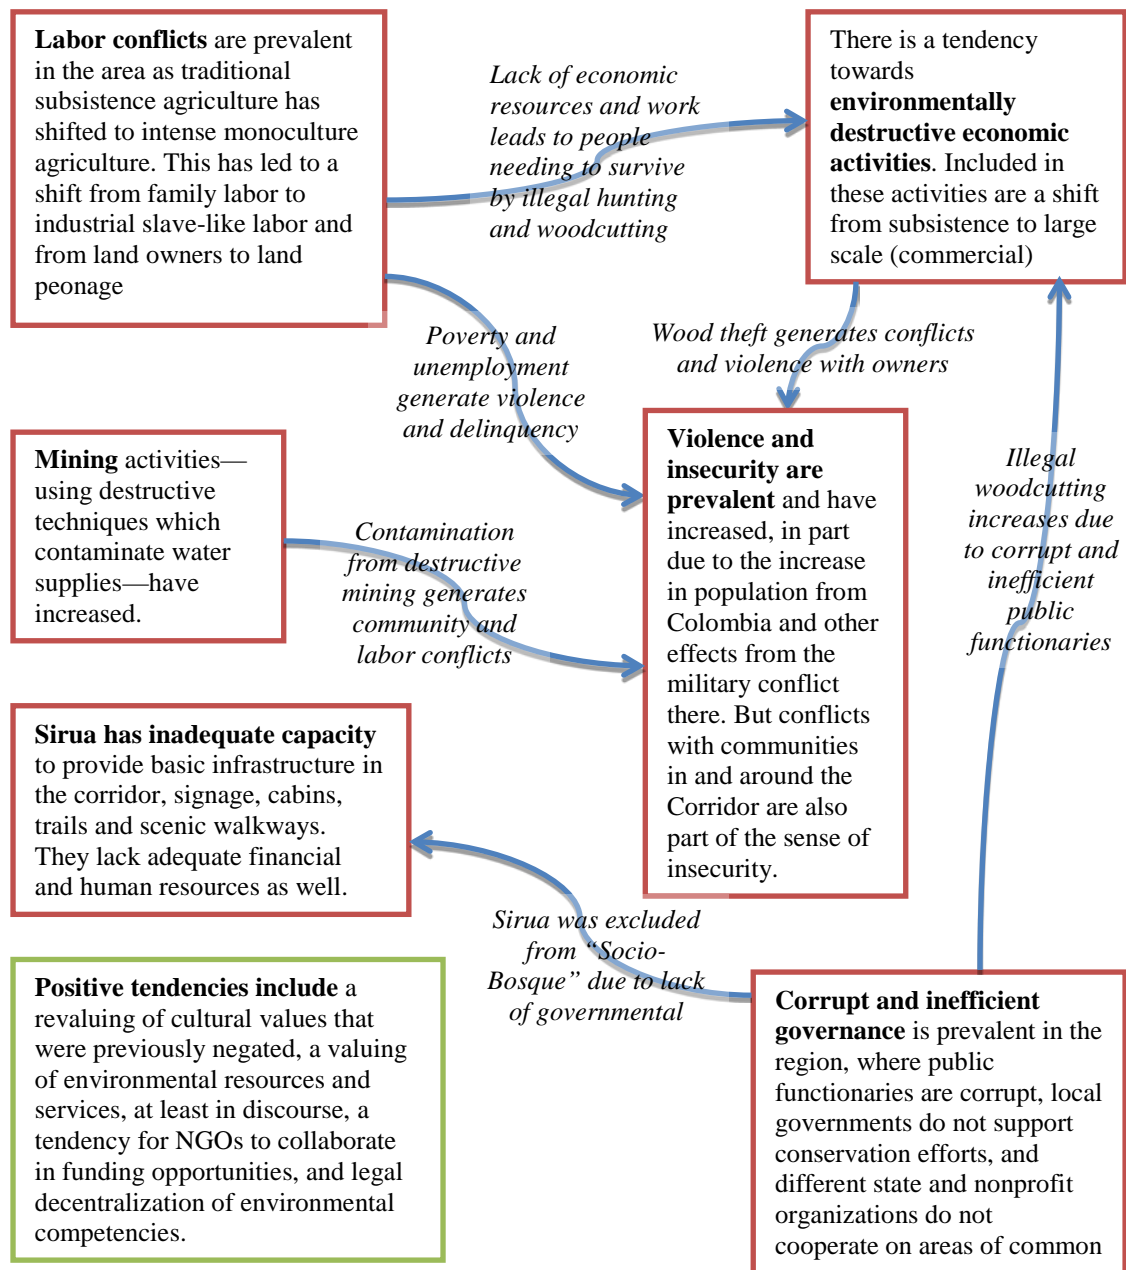 Labor conflicts are prevalent
in the area as traditional
subsistence agriculture has
shifted to intense monoculture
agriculture. This has led to a
shift from family labor to
industrial slave-like labor and
from land owners to land
peonage
Lack of economic
resources and work
leads to people
needing to survive
by illegal hunting
and woodcutting
There is a tendency
towards
environmentally
destructive economic
activities. Included in
these activities are a shift
from subsistence to large
scale (commercial)
Poverty and
unemployment
generate violence
and delinquency
Wood theft generates conflicts
and violence with owners
Mining activities—
using destructive
techniques which
contaminate water
supplies—have
increased.
Contamination
from destructive
mining generates
community and
labor conflicts
Violence and
insecurity are
prevalent and have
increased, in part
due to the increase
in population from
Colombia and other
effects from the
military conflict
there. But conflicts
with communities
in and around the
Corridor are also
part of the sense of
insecurity.
Illegal
woodcutting
increases due
to corrupt and
inefficient
public
functionaries
Sirua has inadequate capacity
to provide basic infrastructure in
the corridor, signage, cabins,
trails and scenic walkways.
They lack adequate financial
and human resources as well.
Sirua was excluded
from “Socio-
Bosque” due to lack
of governmental
Positive tendencies include a
revaluing of cultural values that
were previously negated, a valuing
of environmental resources and
services, at least in discourse, a
tendency for NGOs to collaborate
in funding opportunities, and legal
decentralization of environmental
competencies.
Corrupt and inefficient
governance is prevalent in the
region, where public
functionaries are corrupt, local
governments do not support
conservation efforts, and
different state and nonprofit
organizations do not
cooperate on areas of common